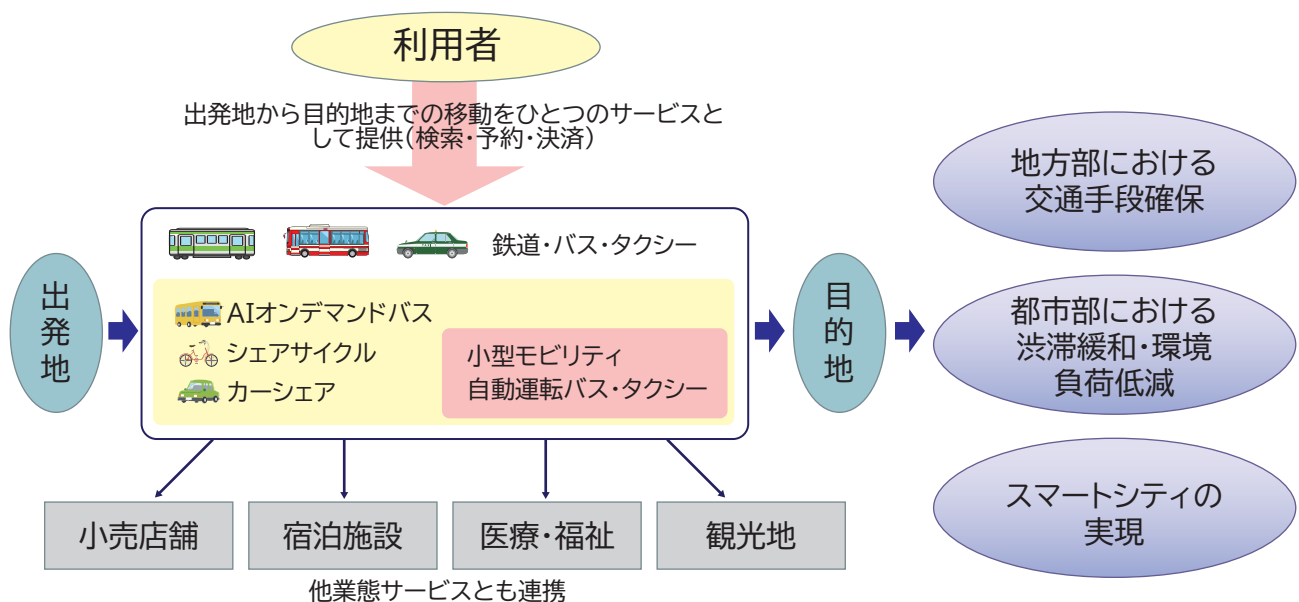 利用者
出発地から目的地までの移動をひとつのサービスと
して提供(検索・予約・決済)
鉄道・バス・タクシー
出発地
AIオンデマンドバス
シェアサイクル
カーシェア
小型モビリティ
自動運転バス・タクシー
目的地
地方部における
交通手段確保
都市部における
渋滞緩和・環境
負荷低減
スマートシティの
実現
小売店舗
宿泊施設
医療・福祉
観光地
他業態サービスとも連携